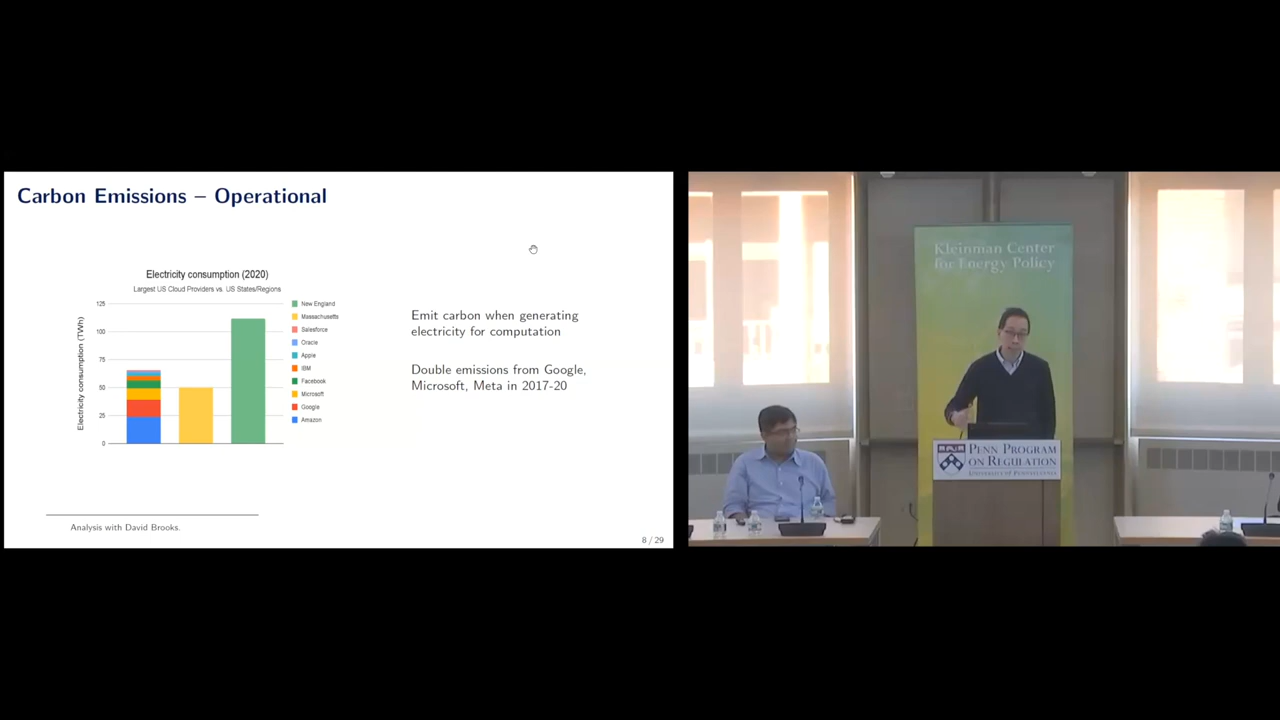 Carbon Emissions – Operational
Electricity consumption (2020)
Largest US Cloud Providers vs. US States/Regions
Electricity consumption (TWh)
125
100
75
50
25
0
New England
Massachusetts
Salesforce
Oracle
Apple
IBM
Facebook
Microsoft
Google
Amazon
Emit carbon when generating
electricity for computation
Double emissions from Google,
Microsoft, Meta in 2017-20
Analysis with David Brooks.
8 / 29
Kleinman Center
for Energy Policy
Penn Program
on Regulation
University of Pennsylvania